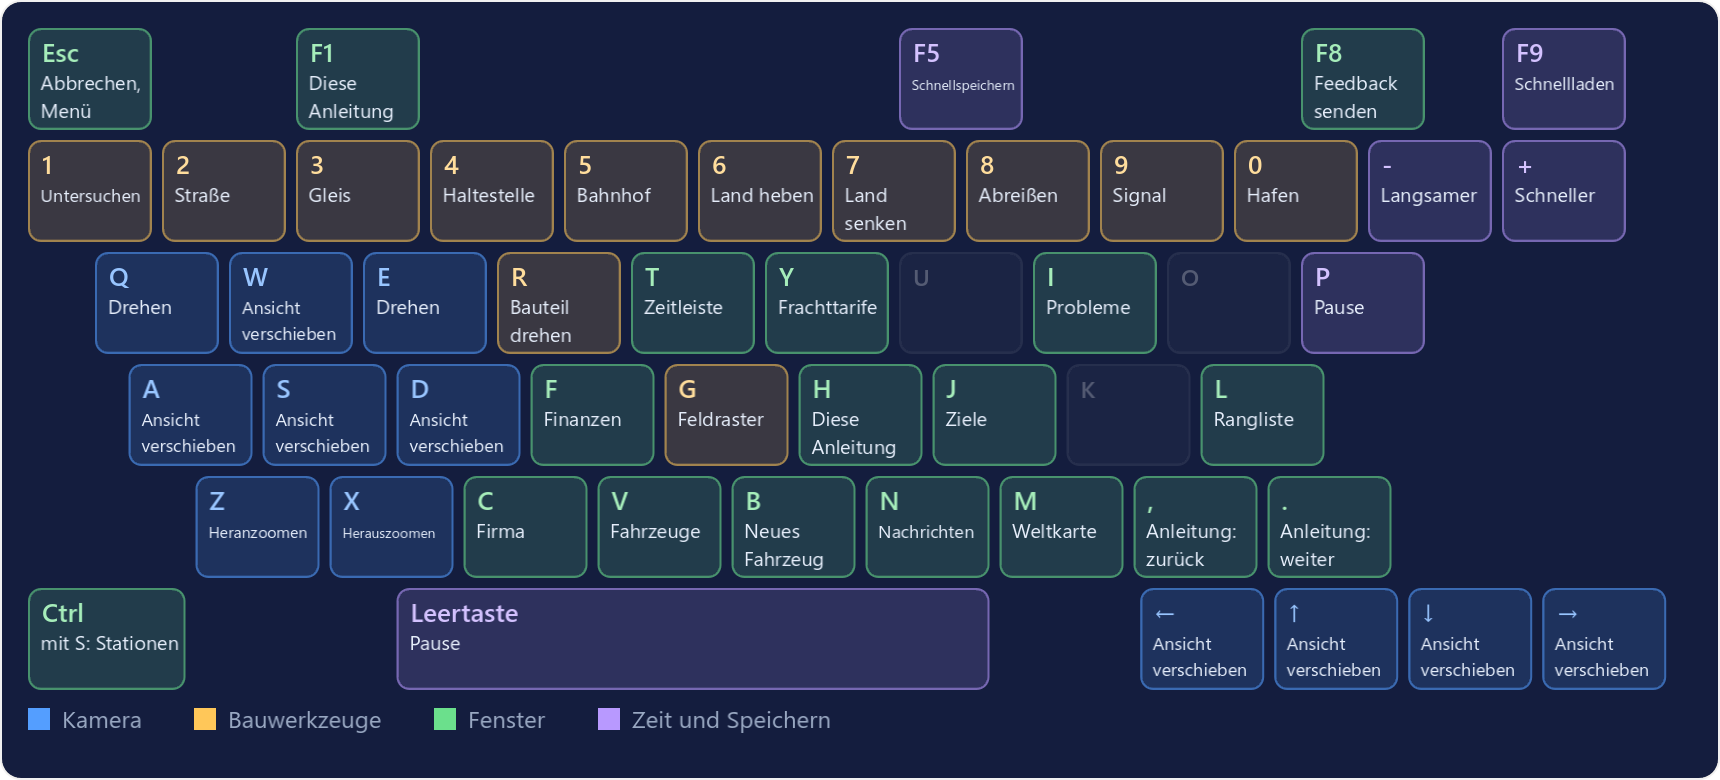 Esc
Abbrechen,
Menü
F1
Diese
Anleitung
F5
Schnellspeichern
F8
Feedback
senden
F9
Schnellladen
1
Untersuchen
2
Straße
3
Gleis
4
Haltestelle
5
Bahnhof
6
Land heben
7
Land
senken
8
Abreißen
9
Signal
0
Hafen
-
Langsamer
+
Schneller
Q
Drehen
W
Ansicht
verschieben
E
Drehen
R
Bauteil
drehen
T
Zeitleiste
Y
Frachttarife
U
I
Probleme
O
P
Pause
A
Ansicht
verschieben
S
Ansicht
verschieben
D
Ansicht
verschieben
F
Finanzen
G
Feldraster
H
Diese
Anleitung
J
Ziele
K
L
Rangliste
Z
Heranzoomen
X
Herauszoomen
C
Firma
V
Fahrzeuge
B
Neues
Fahrzeug
N
Nachrichten
M
Weltkarte
,
Anleitung:
zurück
.
Anleitung:
weiter
Ctrl
mit S: Stationen
Leertaste
Pause
←
Ansicht
verschieben
↑
Ansicht
verschieben
↓
Ansicht
verschieben
→
Ansicht
verschieben
Kamera
Bauwerkzeuge
Fenster
Zeit und Speichern